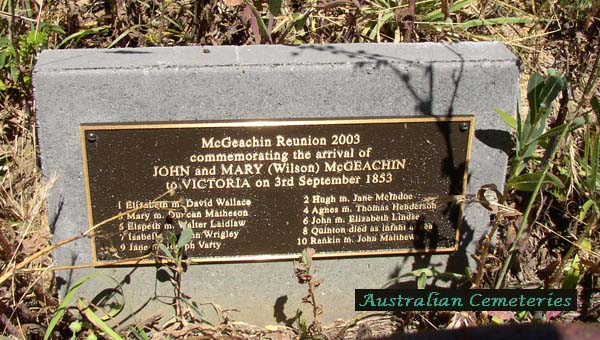 McGeachin Reunion 2003
commemorating the arrival of
JOHN and MARY (Wilson) McGEACHIN
to VICTORIA on 3rd September 1853
1 Elizabeth m. David Wallace
2 Hugh m. Jane McIndoe
3 Mary m. Duncan Matheson
4 Agnes m. Thomas Henderson
5 Elspeth m. Walter Laidlaw
6 John m. Elizabeth Lindsay
7 Isabella Wrigley
8 Quinton died as infant
9 Jane Joseph Varty
10 Rankin m. John Matthew
Australian Cemeteries